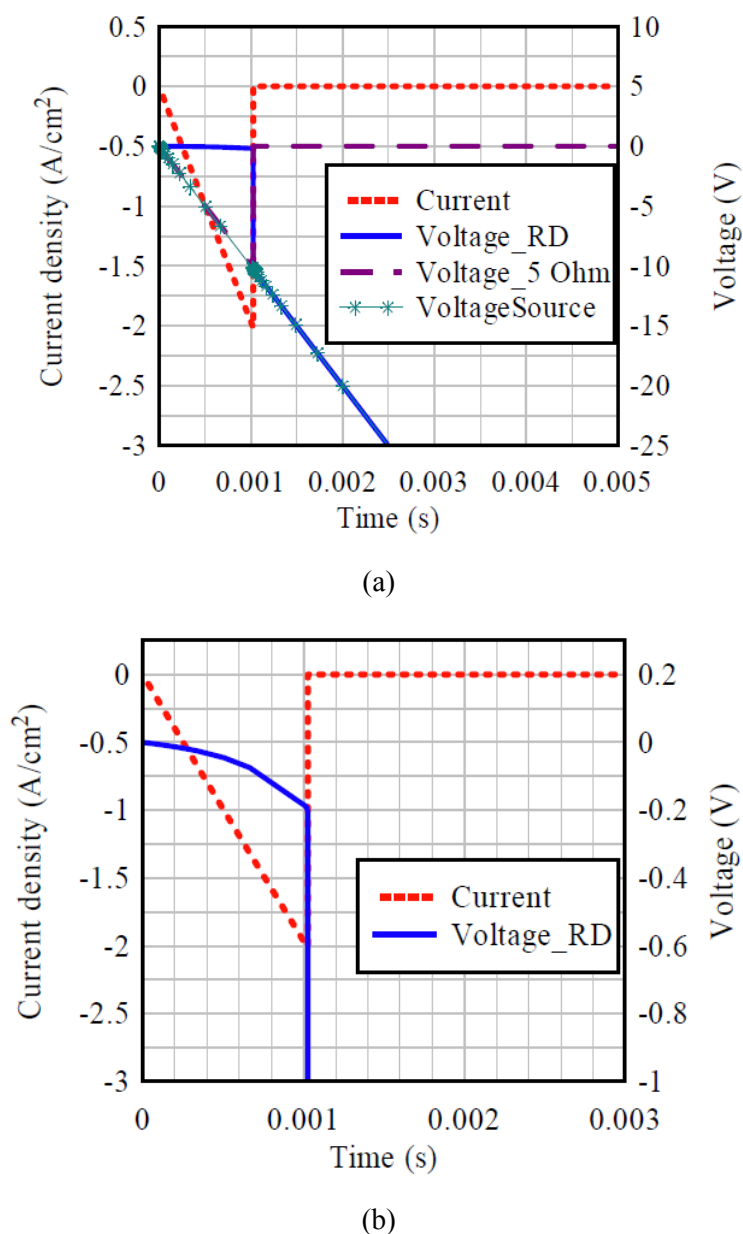 0.5
0
-0.5
-1
-1.5
-2
-2.5
-3
Current density (A/cm²)
10
5
0
-5
-10
-15
-20
-25
Voltage (V)
Current
Voltage_RD
Voltage_5 Ohm
VoltageSource
0 0.001 0.002 0.003 0.004 0.005
Time (s)
(a)
0
-0.5
-1
-1.5
-2
-2.5
-3
Current density (A/cm²)
0.2
0
-0.2
-0.4
-0.6
-0.8
-1
Voltage (V)
Current
Voltage_RD
0 0.001 0.002 0.003
Time (s)
(b)